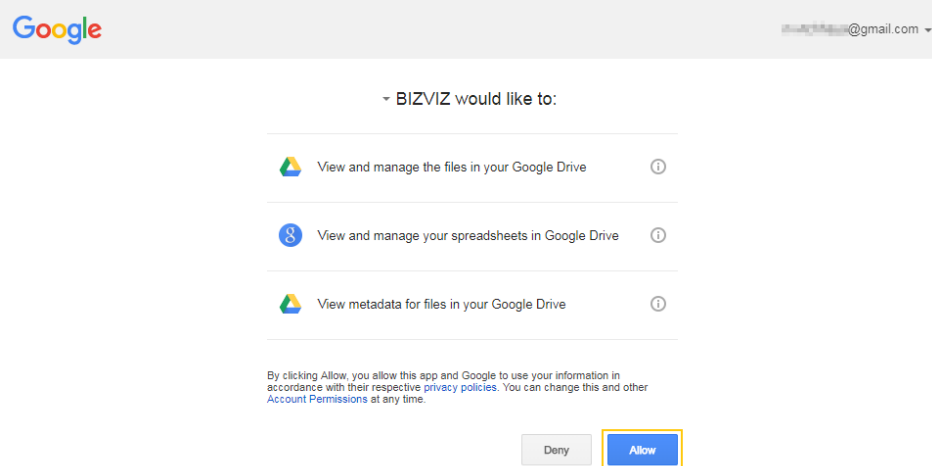 Google
@gmail.com
BIZVIZ would like to:
View and manage the files in your Google Drive
8
View and manage your spreadsheets in Google Drive
View metadata for files in your Google Drive
By clicking Allow, you allow this app and Google to use your information in
accordance with their respective privacy policies. You can change this and other
Account Permissions at any time.
Deny
Allow